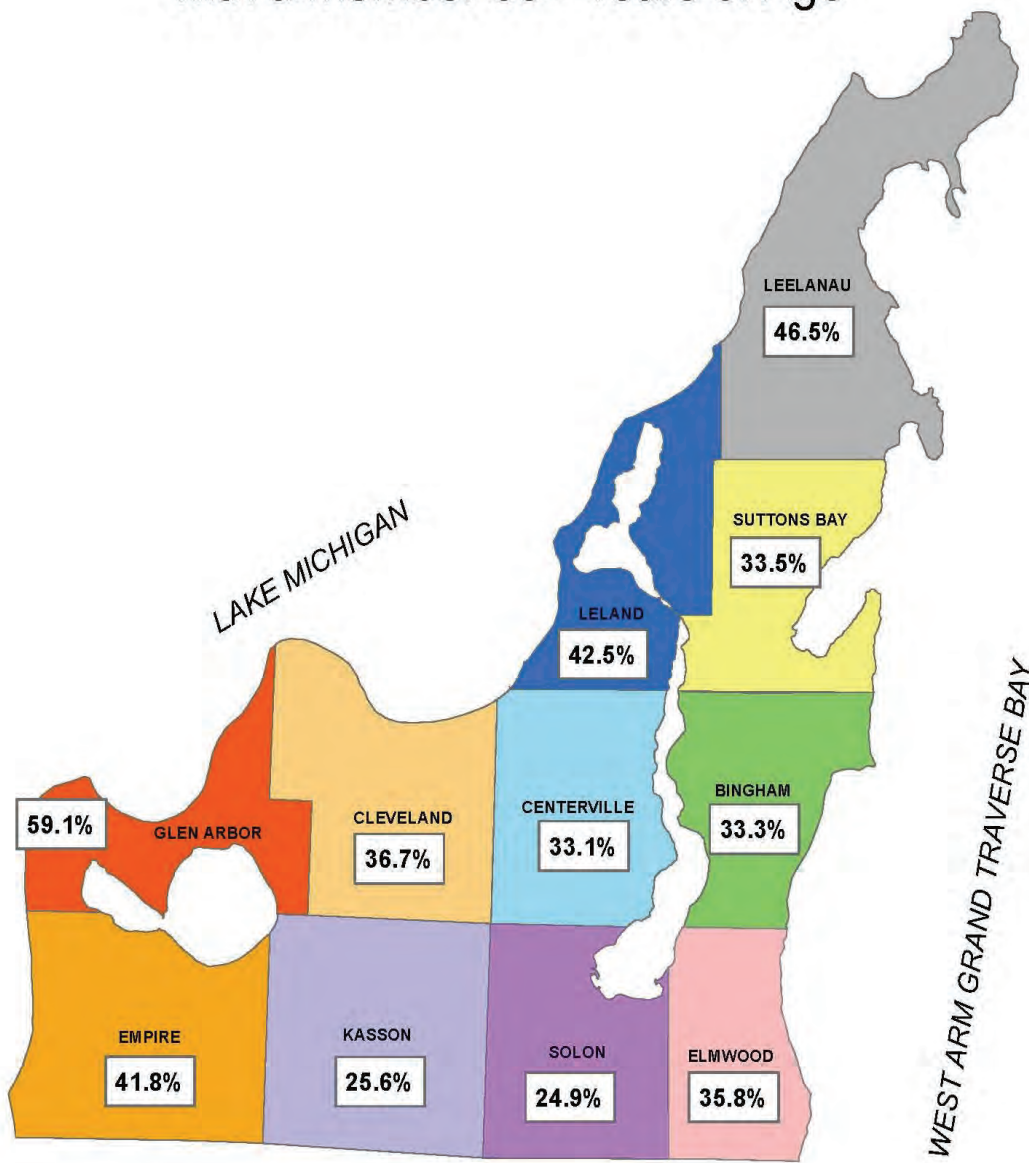 LEELANAU
46.5%
SUTTONS BAY
33.5%
LAKE MICHIGAN
LELAND
42.5%
WEST ARM GRAND TRAVERSE BAY
59.1%
GLEN ARBOR
CLEVELAND
36.7%
CENTERVILLE
33.1%
BINGHAM
33.3%
EMPIRE
41.8%
KASSON
25.6%
SOLON
24.9%
ELMWOOD
35.8%